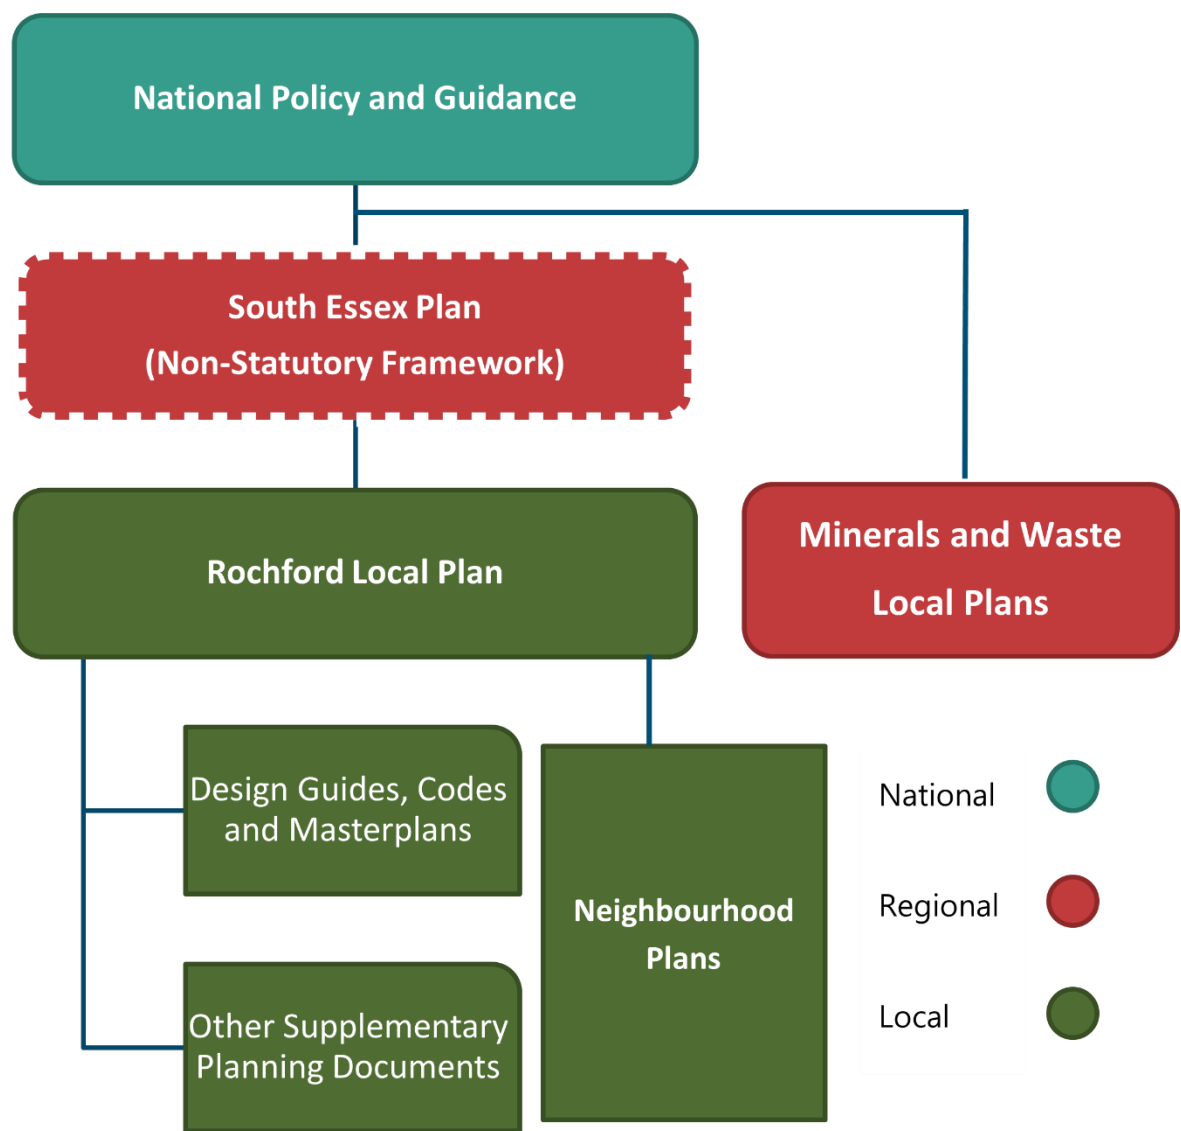 National Policy and Guidance
South Essex Plan
(Non-Statutory Framework)
Rochford Local Plan
Minerals and Waste
Local Plans
Design Guides, Codes
and Masterplans
Neighbourhood
Plans
Other Supplementary
Planning Documents
National
Regional
Local